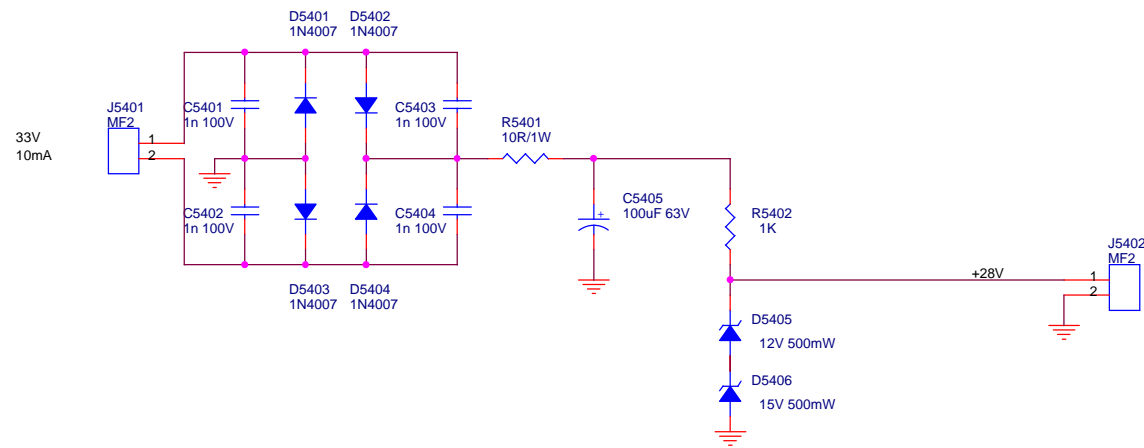 D5401
1N4007
D5402
1N4007
J5401
MF2
33V
10mA
1
2
C5401
1n 100V
C5403
1n 100V
R5401
10R/1W
C5402
1n 100V
C5404
1n 100V
+
C5405
100uF 63V
R5402
1K
D5403
1N4007
D5404
1N4007
+28V
J5402
MF2
1
2
D5405
12V 500mW
D5406
15V 500mW